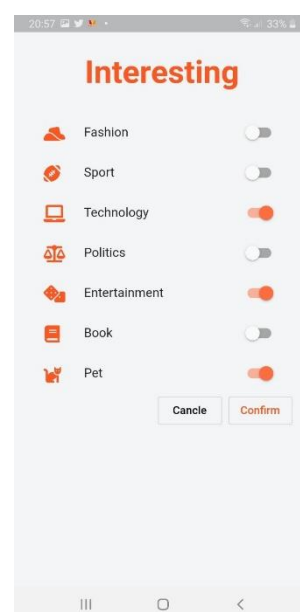 20:57 33%
Interesting
Fashion
Sport
Technology
Politics
Entertainment
Book
Pet
Cancle Confirm